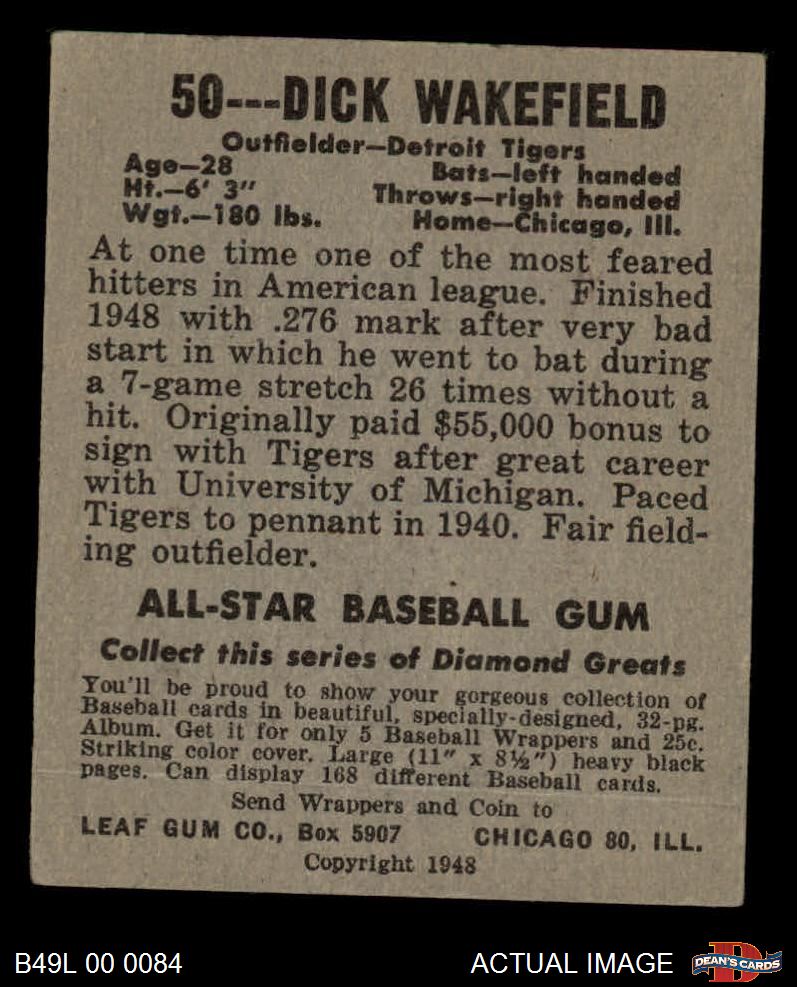 50---DICK WAKEFIELD
Outfielder—Detroit Tigers
Age—28 Bats—left handed
Ht.—6' 3" Throws—right handed
Wgt.—180 lbs. Home—Chicago, Ill.
At one time one of the most feared
hitters in American league. Finished
1948 with .276 mark after very bad
start in which he went to bat during
a 7-game stretch 26 times without a
hit. Originally paid $55,000 bonus to
sign with Tigers after great career
with University of Michigan. Paced
Tigers to pennant in 1940. Fair field-
ing outfielder.
ALL-STAR BASEBALL GUM
Collect this series of Diamond Greats
You'll be proud to show your gorgeous collection of
Baseball cards in beautiful, specially-designed, 32-pg.
Album. Get it for only 5 Baseball Wrappers and 25c.
Striking color cover. Large (11" x 8½") heavy black
pages. Can display 168 different Baseball cards.
Send Wrappers and Coin to
LEAF GUM CO., Box 5907 CHICAGO 80, ILL.
Copyright 1948
B49L 00 0084 ACTUAL IMAGE DEAN'S CARDS